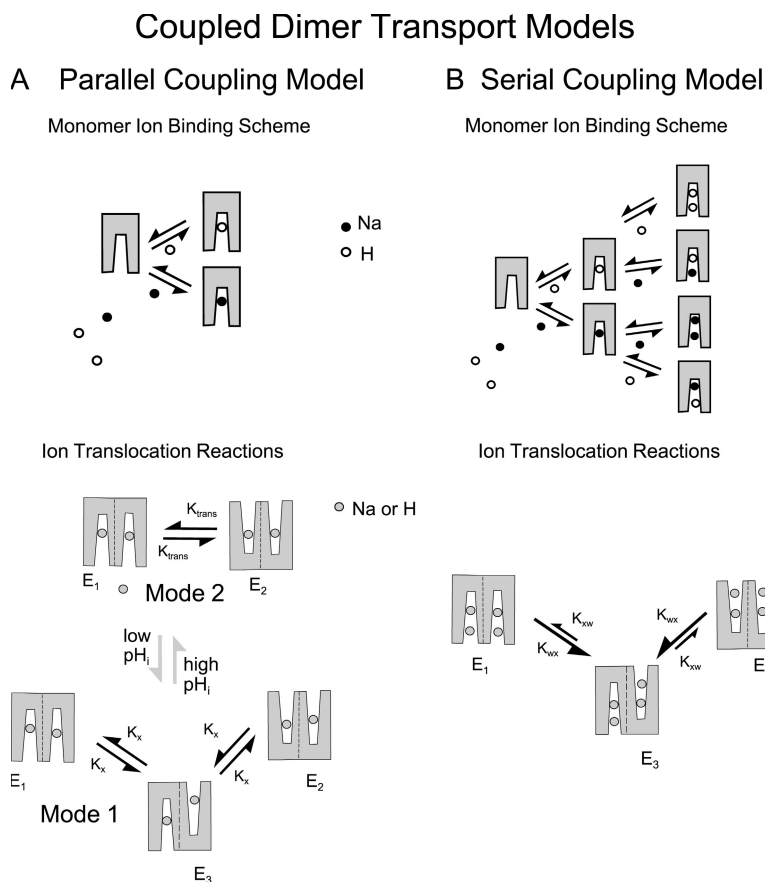 Coupled Dimer Transport Models
A Parallel Coupling Model
B Serial Coupling Model
Monomer Ion Binding Scheme
Monomer Ion Binding Scheme
Na
H
Ion Translocation Reactions
Ion Translocation Reactions
Ktrans
Ktrans
Na or H
E1
Mode 2
E2
low
pHi
high
pHi
Kxw
Kwx
Kwx
Kxw
E1
E
E3
Kx
Kx
Kx
Kx
E1
E2
Mode 1
E3